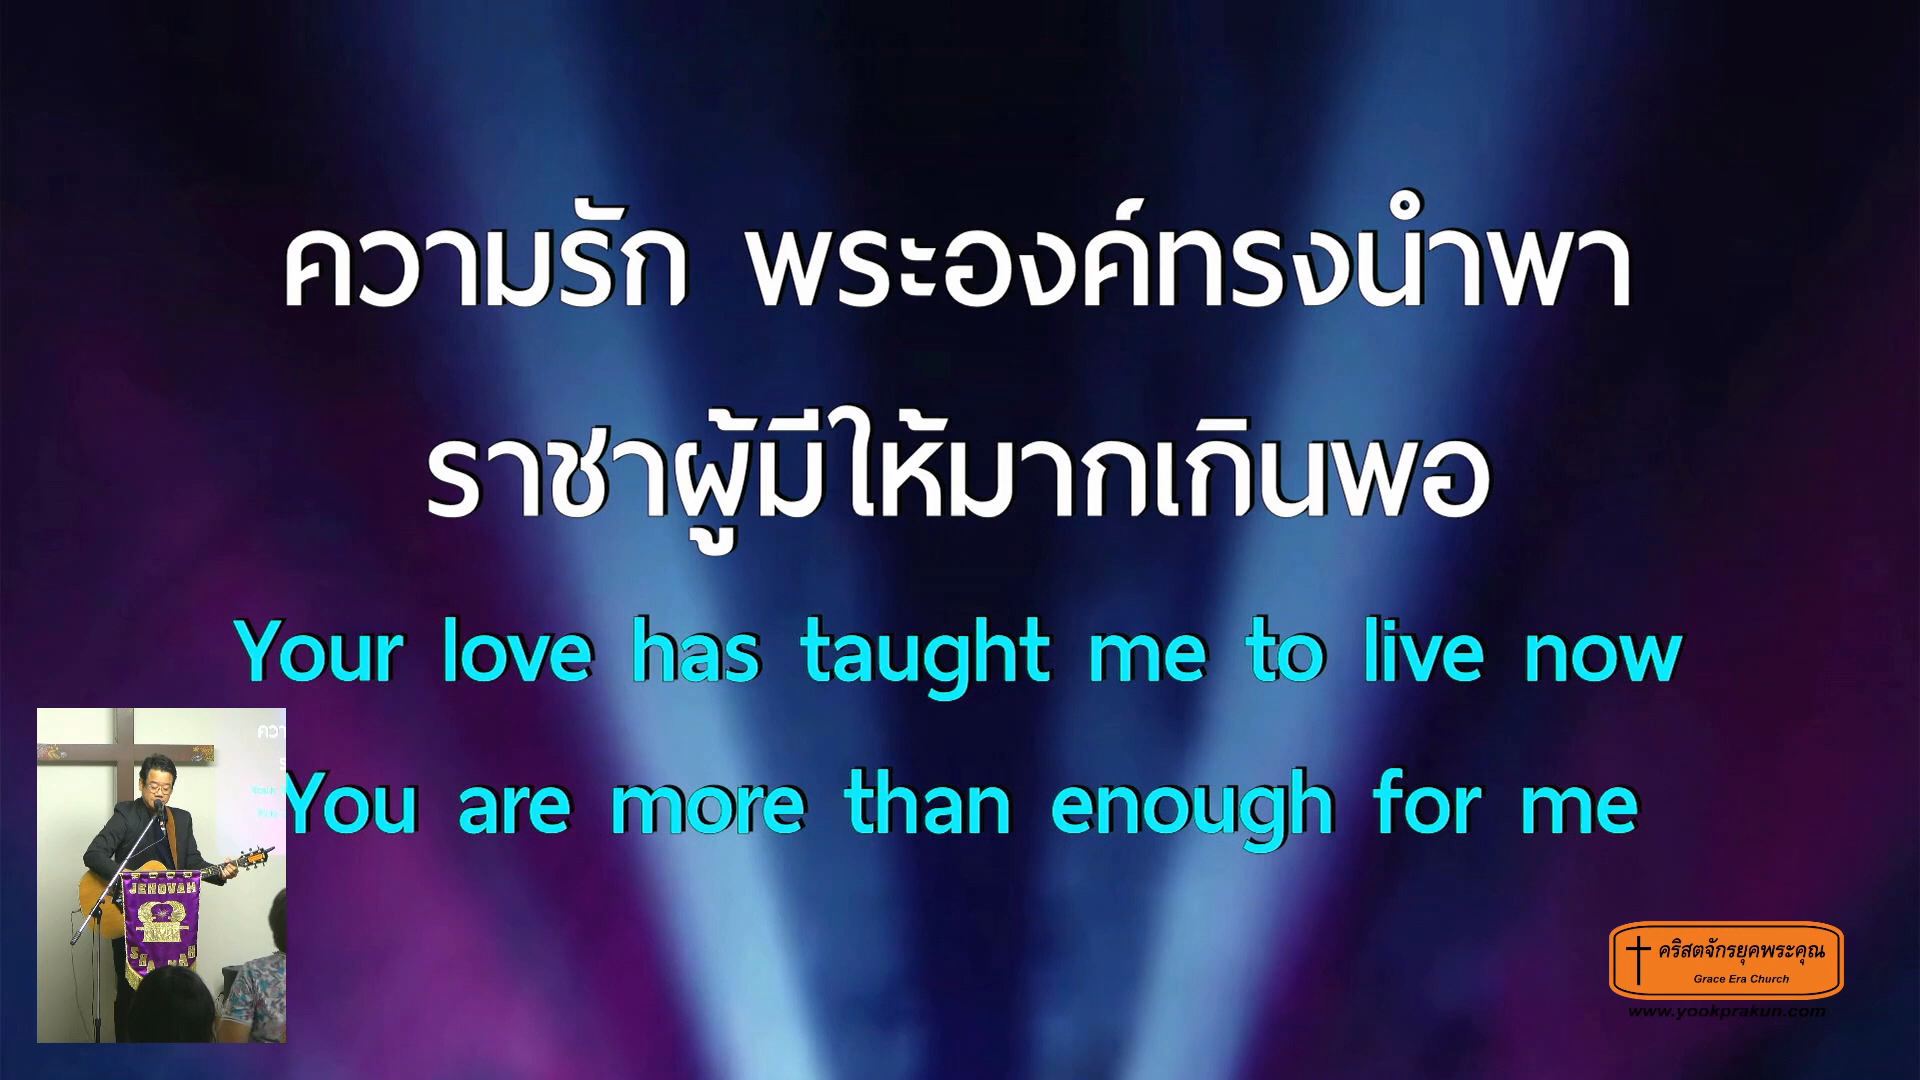 ความรัก พระองค์ทรงนำพา
ราชาผู้มีให้มากเกินพอ
Your love has taught me to live now
You are more than enough for me
JEHOVAH
คริสตจักรยุคพระคุณ
Grace Era Church
www.yookprakun.com